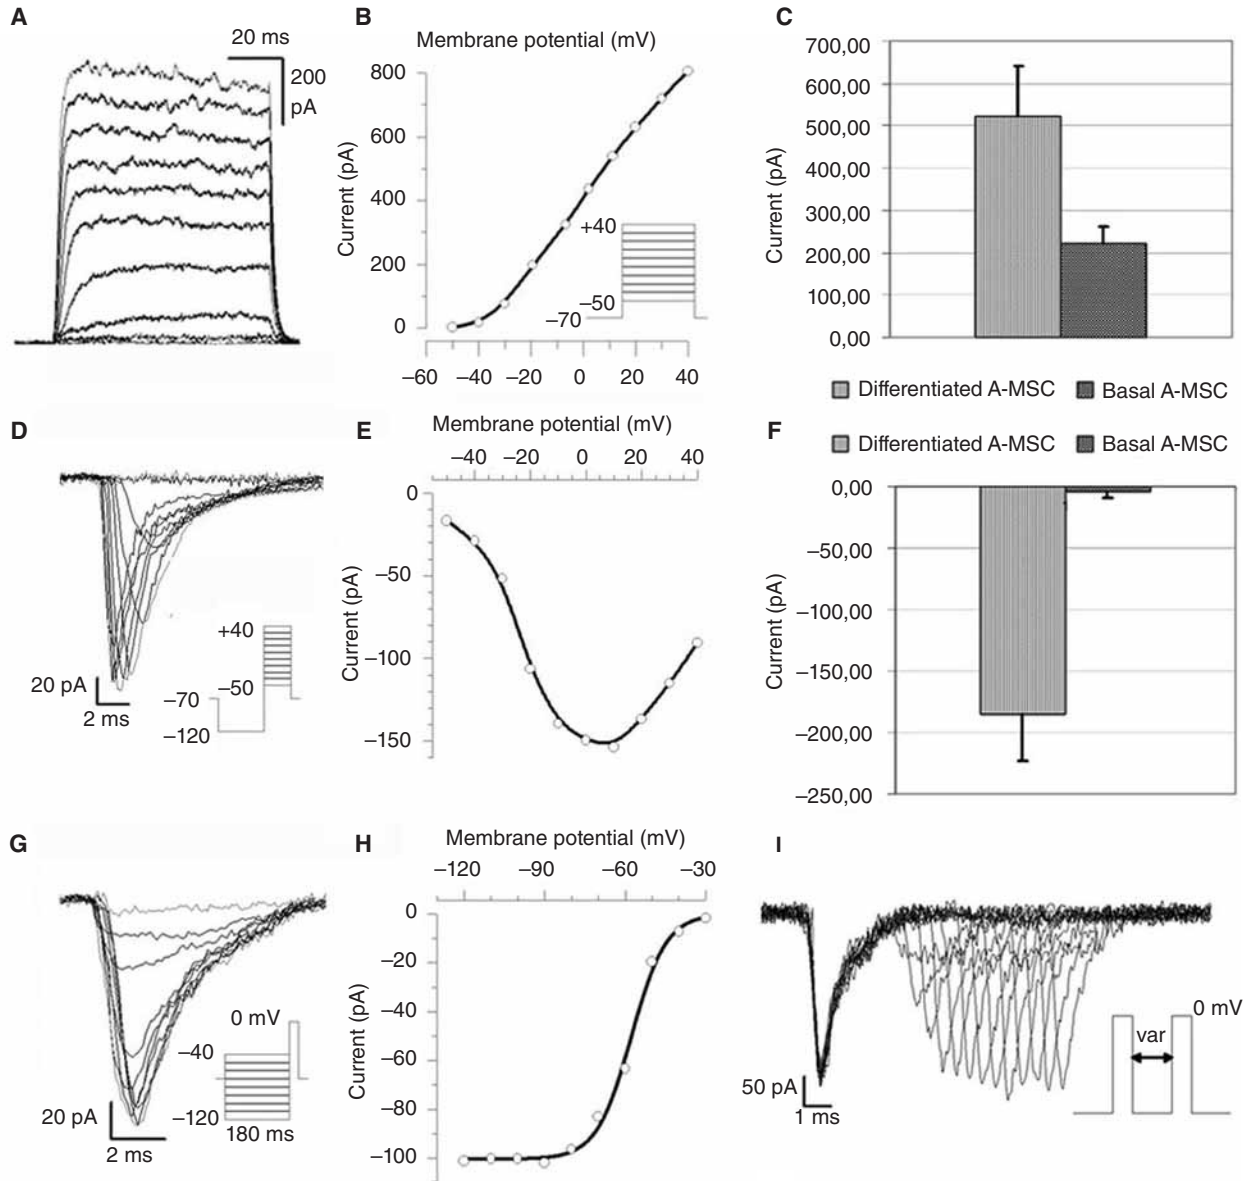 A
20 ms
200
pA
B
Membrane potential (mV)
Current (pA)
800
600
400
200
0
−60 −40 −20 0 20 40
+40
−50
−70
C
Current (pA)
700,00
600,00
500,00
400,00
300,00
200,00
100,00
0,00
Differentiated A-MSC Basal A-MSC
D
20 pA
2 ms
+40
−50
−70
−120
E
Membrane potential (mV)
−40 −20 0 20 40
Current (pA)
0
−50
−100
−150
F
Differentiated A-MSC Basal A-MSC
Current (pA)
0,00
−50,00
−100,00
−150,00
−200,00
−250,00
G
20 pA
2 ms
0 mV
−40
−120
180 ms
H
Membrane potential (mV)
−120 −90 −60 −30
Current (pA)
0
−20
−40
−60
−80
−100
I
50 pA
1 ms
0 mV
var